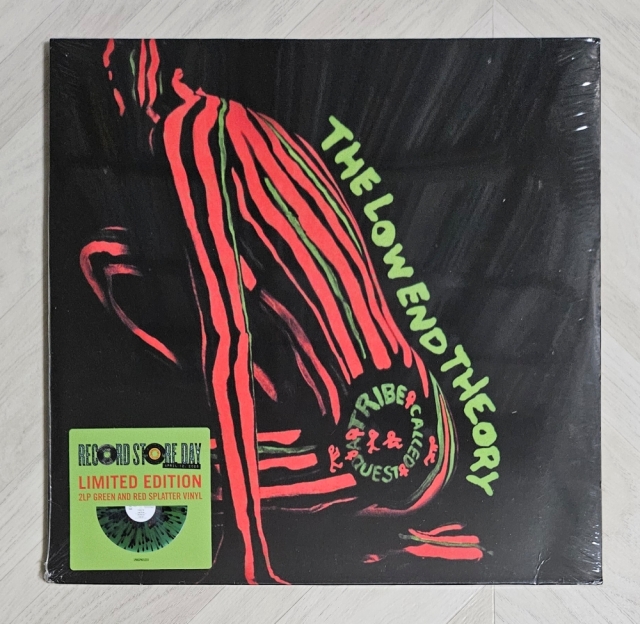 THE LOW END THEORY
A TRIBE CALLED QUEST
RECORD STORE DAY
LIMITED EDITION
2LP GREEN AND RED SPLATTER VINYL